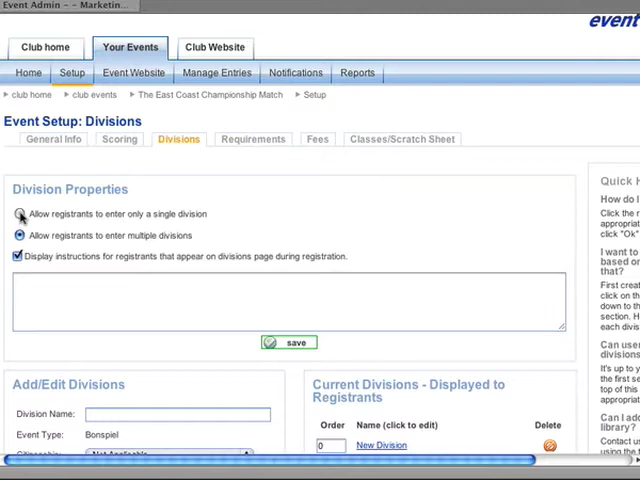 Event Admin - - Marketin...
event
Club home
Your Events
Club Website
Home
Setup
Event Website
Manage Entries
Notifications
Reports
club home
club events
The East Coast Championship Match
Setup
Event Setup: Divisions
General Info
Scoring
Divisions
Requirements
Fees
Classes/Scratch Sheet
Division Properties
Allow registrants to enter only a single division
Allow registrants to enter multiple divisions
Display instructions for registrants that appear on divisions page during registration.
save
Add/Edit Divisions
Division Name:
Event Type:
Bonspiel
Current Divisions - Displayed to
Registrants
Order
Name (click to edit)
Delete
0
New Division
Quick
How do I
Click the r
appropriat
click "Ok"
I want to
based on
that?
First creat
click on th
down to th
section. H
each divis
Can user
divisions
It's up to y
the first se
top of this
appropriat
Can I add
library?
Contact u